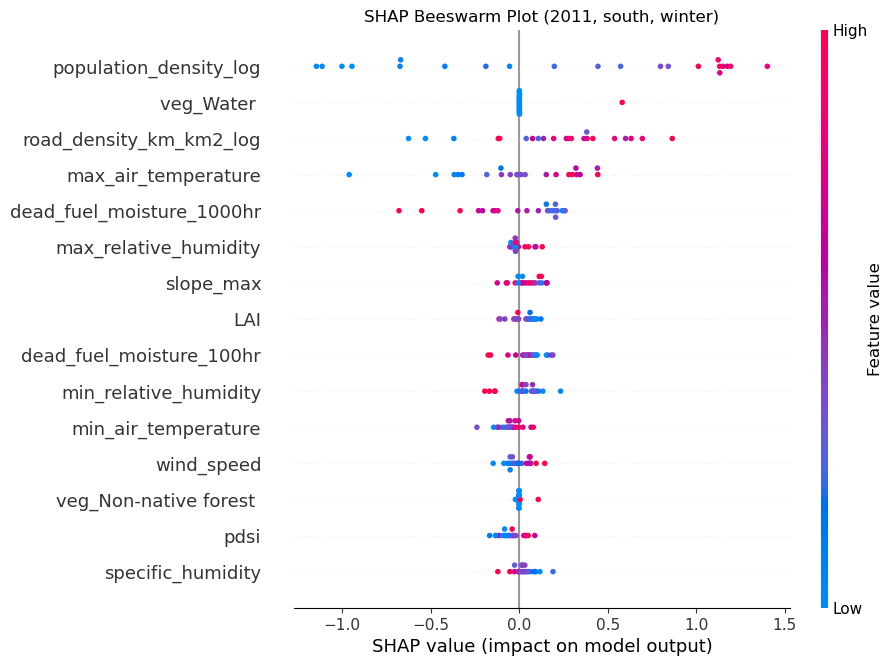 SHAP Beeswarm Plot (2011, south, winter)
High
population_density_log
veg_Water
road_density_km_km2_log
max_air_temperature
dead_fuel_moisture_1000hr
max_relative_humidity
slope_max
LAI
dead_fuel_moisture_100hr
min_relative_humidity
min_air_temperature
wind_speed
veg_Non-native forest
pdsi
specific_humidity
Feature value
Low
−1.0 −0.5 0.0 0.5 1.0 1.5
SHAP value (impact on model output)